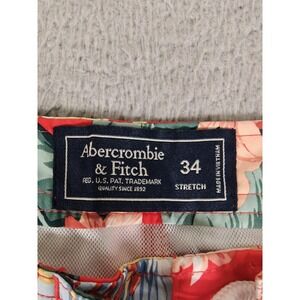 Abercrombie
& Fitch
REG. U.S. PAT. TRADEMARK
QUALITY SINCE 1892
34
STRETCH
MADE IN VIETNAM